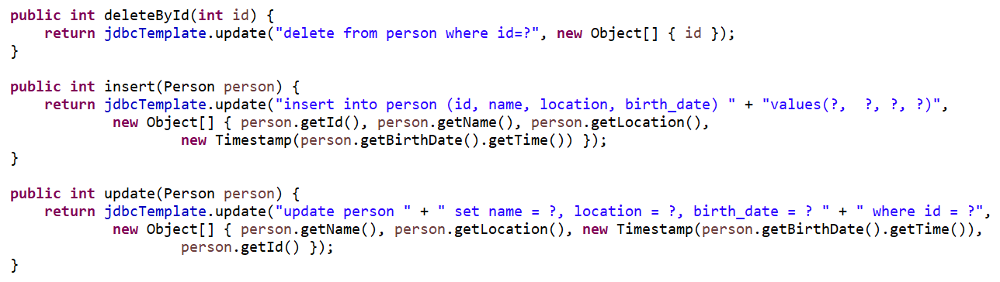 public int deleteById(int id) {
    return jdbcTemplate.update("delete from person where id=?", new Object[] { id });
}

public int insert(Person person) {
    return jdbcTemplate.update("insert into person (id, name, location, birth_date) " + "values(?,  ?, ?, ?)",
            new Object[] { person.getId(), person.getName(), person.getLocation(),
                    new Timestamp(person.getBirthDate().getTime()) });
}

public int update(Person person) {
    return jdbcTemplate.update("update person " + " set name = ?, location = ?, birth_date = ? " + " where id = ?",
            new Object[] { person.getName(), person.getLocation(), new Timestamp(person.getBirthDate().getTime()),
                    person.getId() });
}